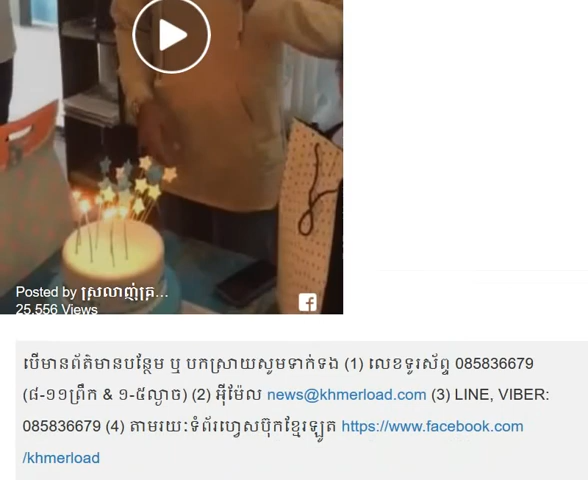 Posted by ស្រលាញ់គ្រ...
25,556 Views
បើមានព័ត៌មានបន្ថែម ឬ បកស្រាយសូមទាក់ទង (1) លេខទូរស័ព្ទ 085836679
(៨-១១ព្រឹក & ១-៥ល្ងាច) (2) អ៊ីម៉ែល news@khmerload.com (3) LINE, VIBER:
085836679 (4) តាមរយៈទំព័រហ្វេសប៊ុកខ្មែរឡូត https://www.facebook.com
/khmerload